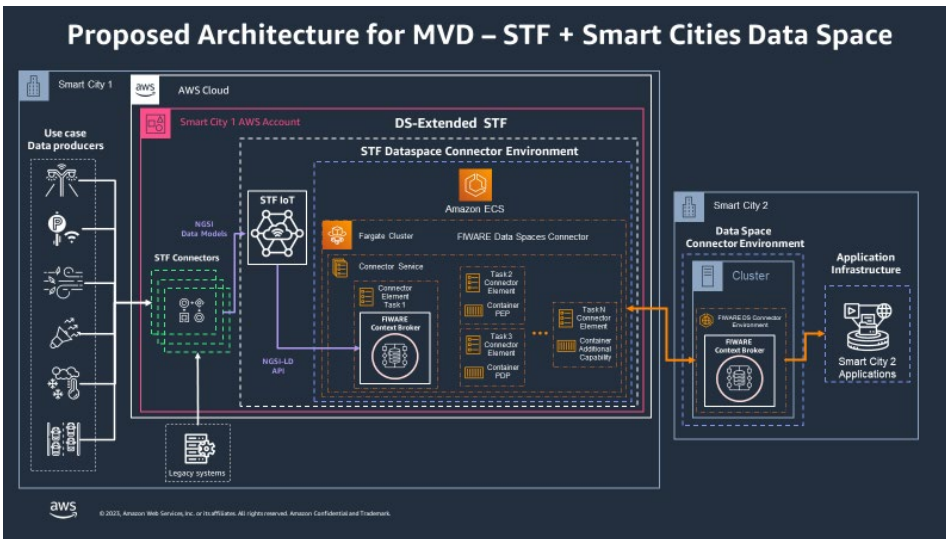 Proposed Architecture for MVD – STF + Smart Cities Data Space
Smart City 1
aws
AWS Cloud
Smart City 1 AWS Account
DS-Extended STF
Use case
Data producers
STF Dataspace Connector Environment
Amazon ECS
STF IoT
NGSI
Data Models
STF Connectors
Fargate Cluster
FIWARE Data Spaces Connector
Connector Service
Connector
Element
Task 1
FIWARE
Context Broker
Task2
Connector
Element
Container
PEP
Task3
Connector
Element
Container
PDP
TaskN
Connector
Element
Container
Additional
Capability
NGSI-LD
API
Legacy systems
Smart City 2
Data Space
Connector Environment
Cluster
FIWARE DS Connector
Environment
FIWARE
Context Broker
Application
Infrastructure
Smart City 2
Applications
P
aws
© 2023, Amazon Web Services, Inc. or its affiliates. All rights reserved. Amazon Confidential and Trademark.